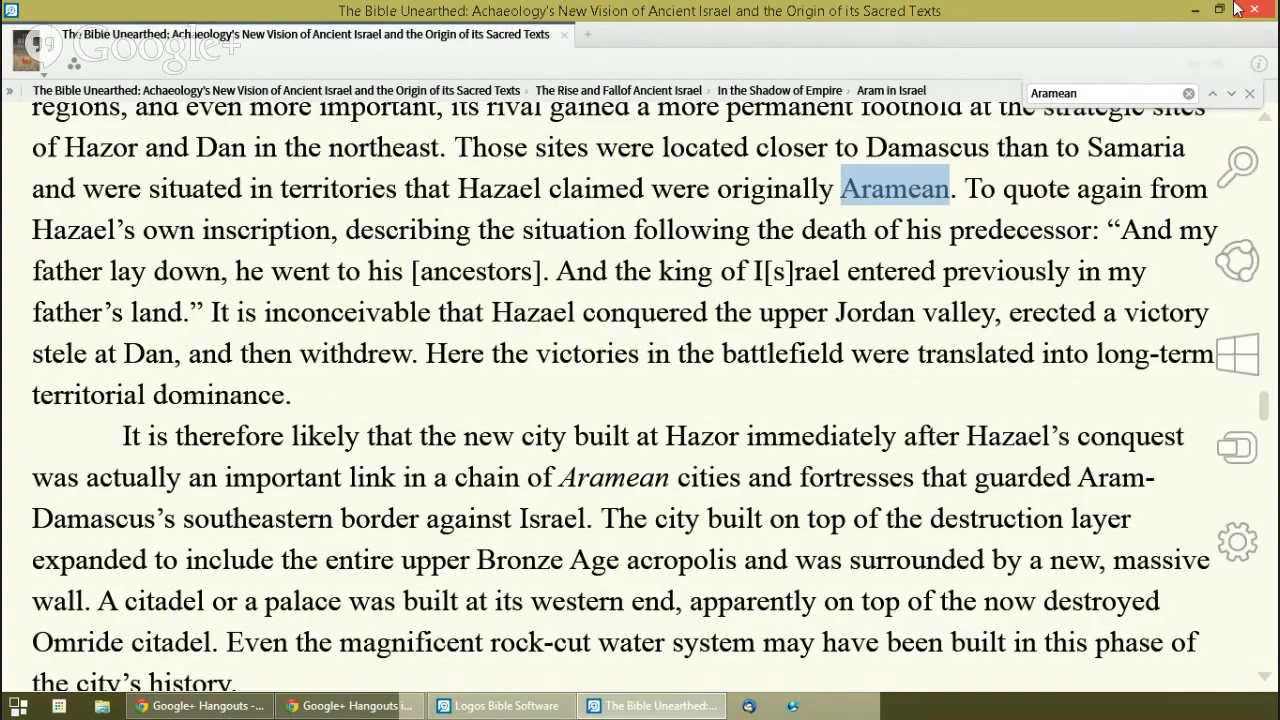 The Bible Unearthed: Achaeology's New Vision of Ancient Israel and the Origin of its Sacred Texts
The Bible Unearthed: Achaeology's New Vision of Ancient Israel and the Origin of its Sacred Texts
Google+
The Bible Unearthed: Achaeology's New Vision of Ancient Israel and the Origin of its Sacred Texts › The Rise and Fallof Ancient Israel › In the Shadow of Empire › Aram in Israel
Aramean
regions, and even more important, its rival gained a more permanent foothold at the strategic sites
of Hazor and Dan in the northeast. Those sites were located closer to Damascus than to Samaria
and were situated in territories that Hazael claimed were originally Aramean. To quote again from
Hazael’s own inscription, describing the situation following the death of his predecessor: “And my
father lay down, he went to his [ancestors]. And the king of I[s]rael entered previously in my
father’s land.” It is inconceivable that Hazael conquered the upper Jordan valley, erected a victory
stele at Dan, and then withdrew. Here the victories in the battlefield were translated into long-term
territorial dominance.
It is therefore likely that the new city built at Hazor immediately after Hazael’s conquest
was actually an important link in a chain of Aramean cities and fortresses that guarded Aram-
Damascus’s southeastern border against Israel. The city built on top of the destruction layer
expanded to include the entire upper Bronze Age acropolis and was surrounded by a new, massive
wall. A citadel or a palace was built at its western end, apparently on top of the now destroyed
Omride citadel. Even the magnificent rock-cut water system may have been built in this phase of
the city’s history.
Google+ Hangouts -...
Google+ Hangouts i...
Logos Bible Software
The Bible Unearthed:...